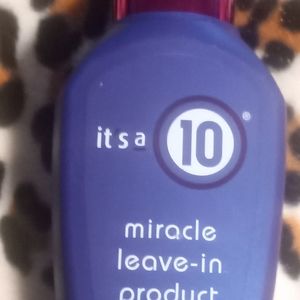 it's a 10®
miracle
leave-in
product